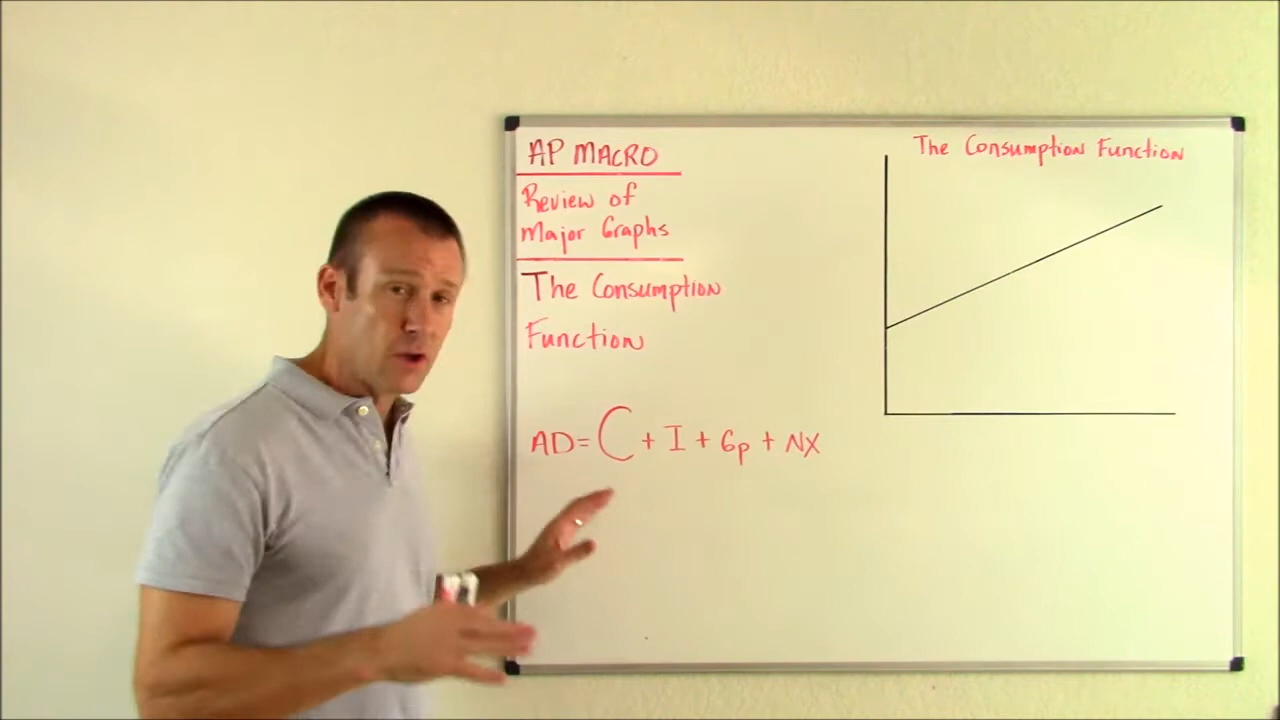 AP MACRO
Review of
Major Graphs
The Consumption
Function
AD = C + I + Gp + NX
The Consumption Function